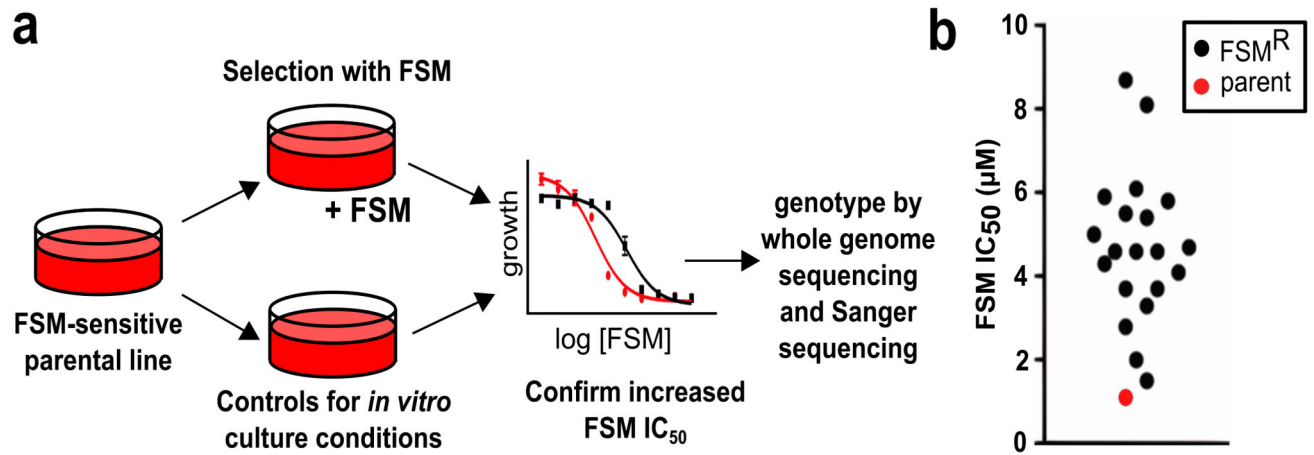 a
Selection with FSM
+ FSM
FSM-sensitive
parental line
Controls for in vitro
culture conditions
growth
log [FSM]
Confirm increased
FSM IC50
genotype by
whole genome
sequencing
and Sanger
sequencing
b
FSM IC50 (µM)
10
8
6
4
2
0
FSMR
parent